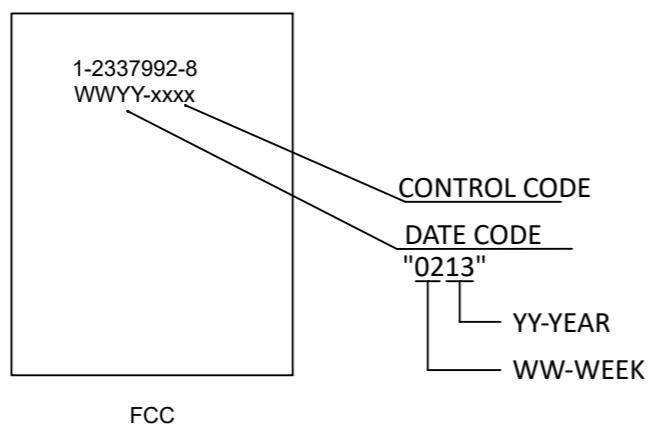 1-2337992-8
WWYY-xxxx
CONTROL CODE
DATE CODE
"0213"
YY-YEAR
WW-WEEK
FCC